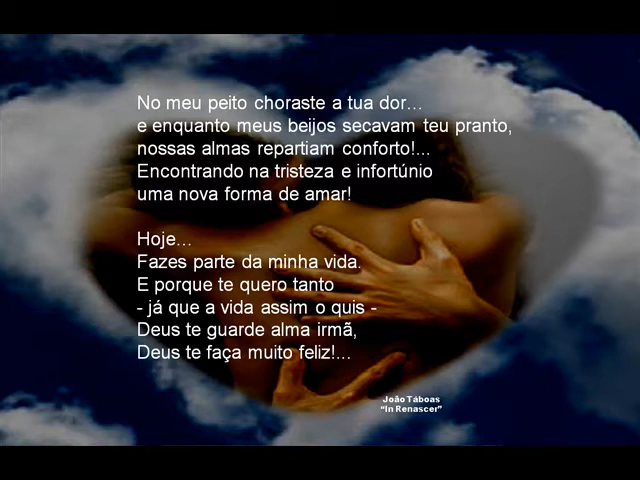 No meu peito choraste a tua dor...
e enquanto meus beijos secavam teu pranto,
nossas almas repartiam conforto!...
Encontrando na tristeza e infortúnio
uma nova forma de amar!
Hoje...
Fazes parte da minha vida.
E porque te quero tanto
- já que a vida assim o quis -
Deus te guarde alma irmã,
Deus te faça muito feliz!...
João Táboas
“In Renascer”